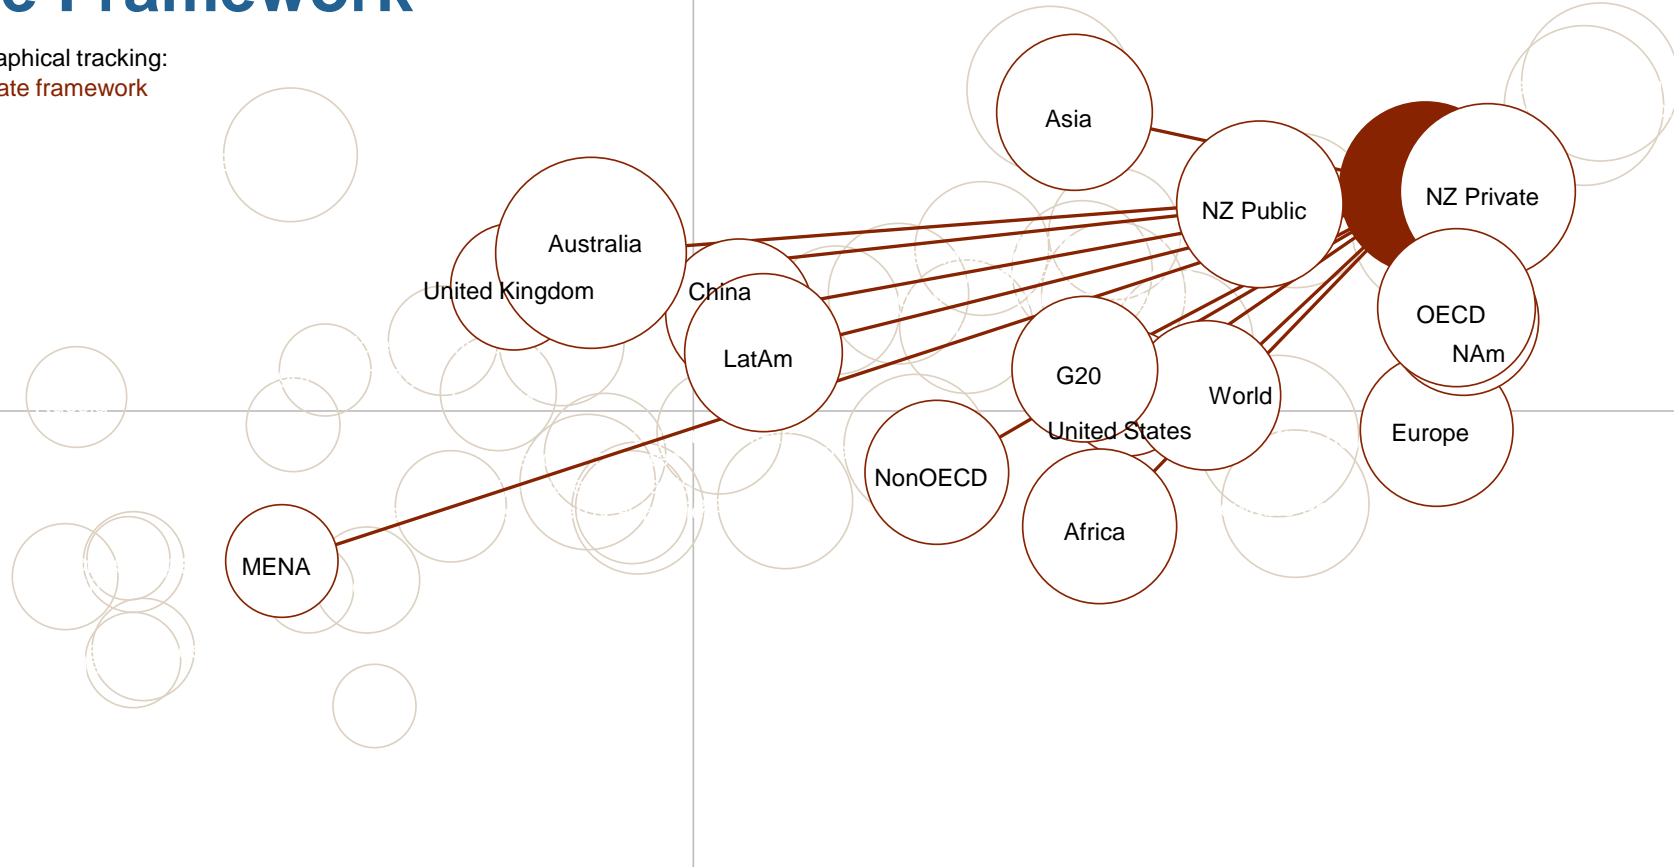 e Framework
aphical tracking:
ate framework
Asia
NZ Private
NZ Public
Australia
United Kingdom
China
OECD
NAm
LatAm
G20
World
United States
Europe
NonOECD
Africa
MENA